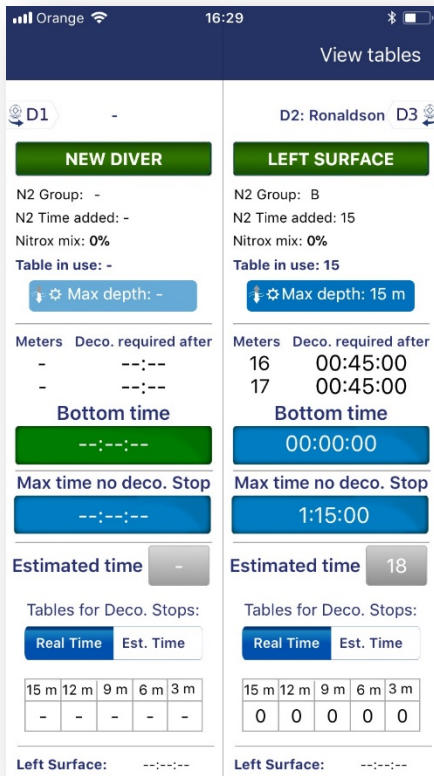 Orange 16:29
View tables
D1 - D2: Ronaldson D3
NEW DIVER LEFT SURFACE
N2 Group: - N2 Group: B
N2 Time added: - N2 Time added: 15
Nitrox mix: 0% Nitrox mix: 0%
Table in use: - Table in use: 15
Max depth: - Max depth: 15 m
Meters Deco. required after Meters Deco. required after
- --:-- 16 00:45:00
- --:-- 17 00:45:00
Bottom time Bottom time
--:--:-- 00:00:00
Max time no deco. Stop Max time no deco. Stop
--:--:-- 1:15:00
Estimated time - Estimated time 18
Tables for Deco. Stops: Tables for Deco. Stops:
Real Time Est. Time Real Time Est. Time
15 m 12 m 9 m 6 m 3 m 15 m 12 m 9 m 6 m 3 m
- - - - - 0 0 0 0 0
Left Surface: --:--:-- Left Surface: --:--:--